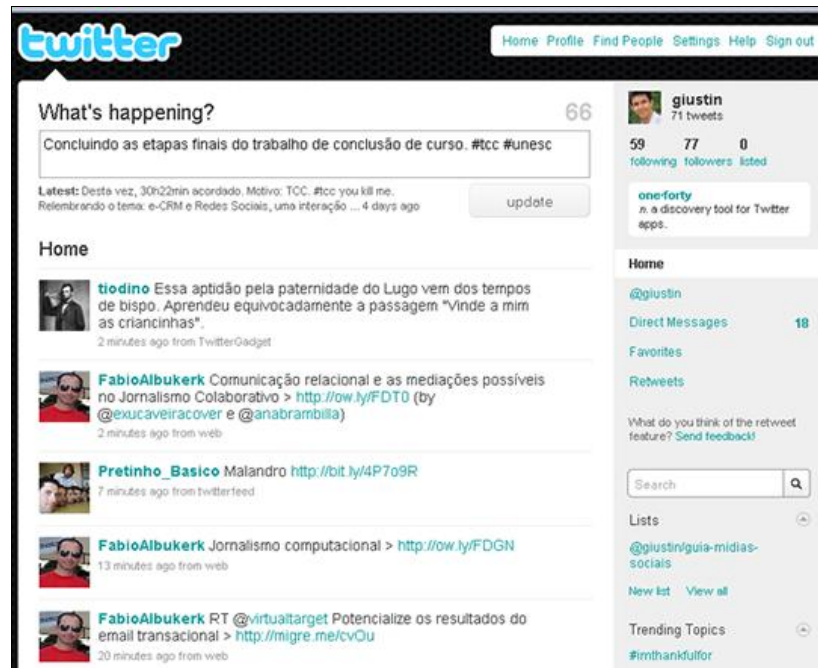 twitter
Home Profile Find People Settings Help Sign out
What's happening?
66
Concluindo as etapas finais do trabalho de conclusão de curso. #tcc #unesc
Latest: Desta vez, 30h22min acordado. Motivo: TCC. #tcc you kill me.
Relembrando o tema: e-CRM e Redes Sociais, uma interação ... 4 days ago
update
Home
tiodino Essa aptidão pela paternidade do Lugo vem dos tempos
de bispo. Aprendeu equivocadamente a passagem "Vinde a mim
as criancinhas".
2 minutes ago from TwitterGadget
FabioAlbukerk Comunicação relacional e as mediações possíveis
no Jornalismo Colaborativo > http://ow.ly/FDT0 (by
@exucaveiracover e @anabrambilla)
2 minutes ago from web
Pretinho_Basico Malandro http://bit.ly/4P7o9R
7 minutes ago from twitterfeed
FabioAlbukerk Jornalismo computacional > http://ow.ly/FDGN
13 minutes ago from web
FabioAlbukerk RT @virtualtarget Potencialize os resultados do
email transacional > http://migre.me/cvOu
20 minutes ago from web
giustin
71 tweets
59 77 0
following followers listed
oneforty
n. a discovery tool for Twitter
apps.
Home
@giustin
Direct Messages 18
Favorites
Retweets
What do you think of the retweet
feature? Send feedback!
Search
Lists
@giustin/guia-midias-
sociais
New list View all
Trending Topics
#imthankfulfor